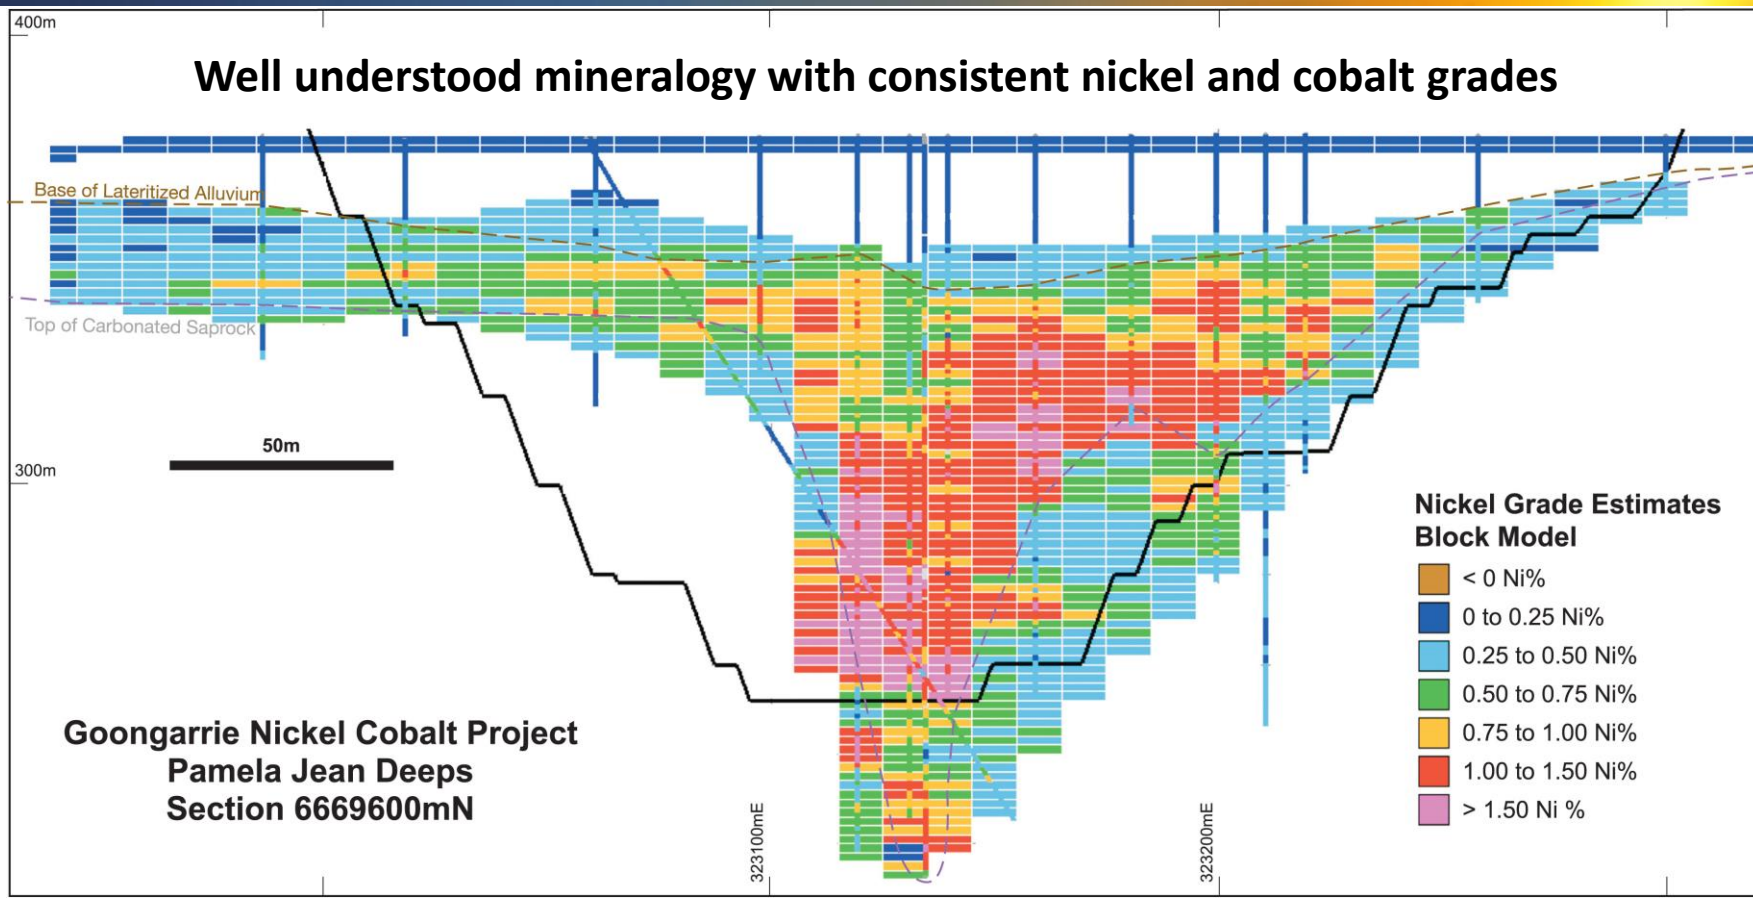 400m
Well understood mineralogy with consistent nickel and cobalt grades
Base of Lateritized Alluvium
Top of Carbonated Saprock
50m
300m
Nickel Grade Estimates
Block Model
< 0 Ni%
0 to 0.25 Ni%
0.25 to 0.50 Ni%
0.50 to 0.75 Ni%
0.75 to 1.00 Ni%
1.00 to 1.50 Ni%
> 1.50 Ni %
Goongarrie Nickel Cobalt Project
Pamela Jean Deeps
Section 6669600mN
323100mE
323200mE